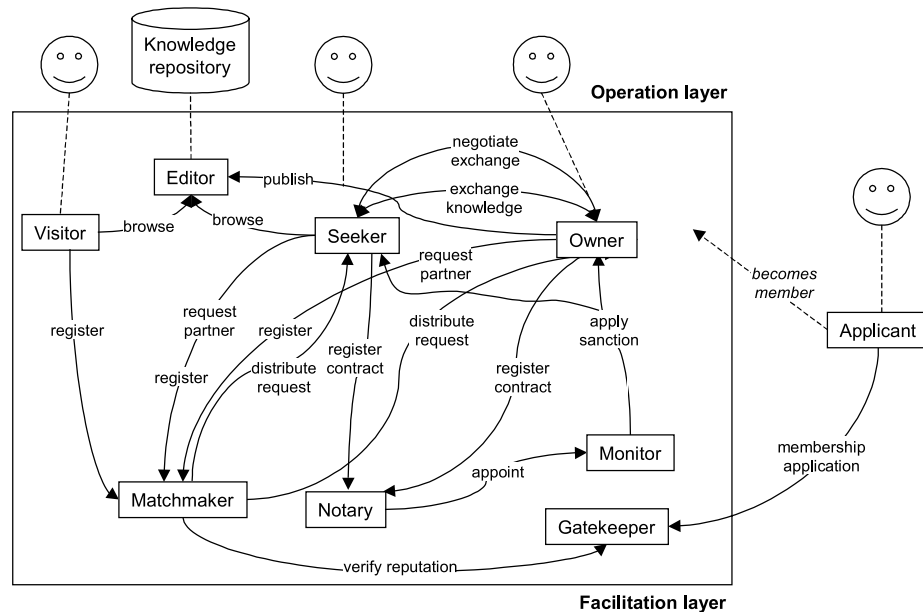 Knowledge
repository
Operation layer
negotiate
exchange
Editor
publish
exchange
knowledge
Visitor
browse
browse
Seeker
Owner
request
partner
becomes
member
register
request
partner
register
distribute
request
apply
sanction
Applicant
register
distribute
request
register
contract
register
contract
membership
application
Monitor
appoint
Matchmaker
Notary
Gatekeeper
verify reputation
Facilitation layer